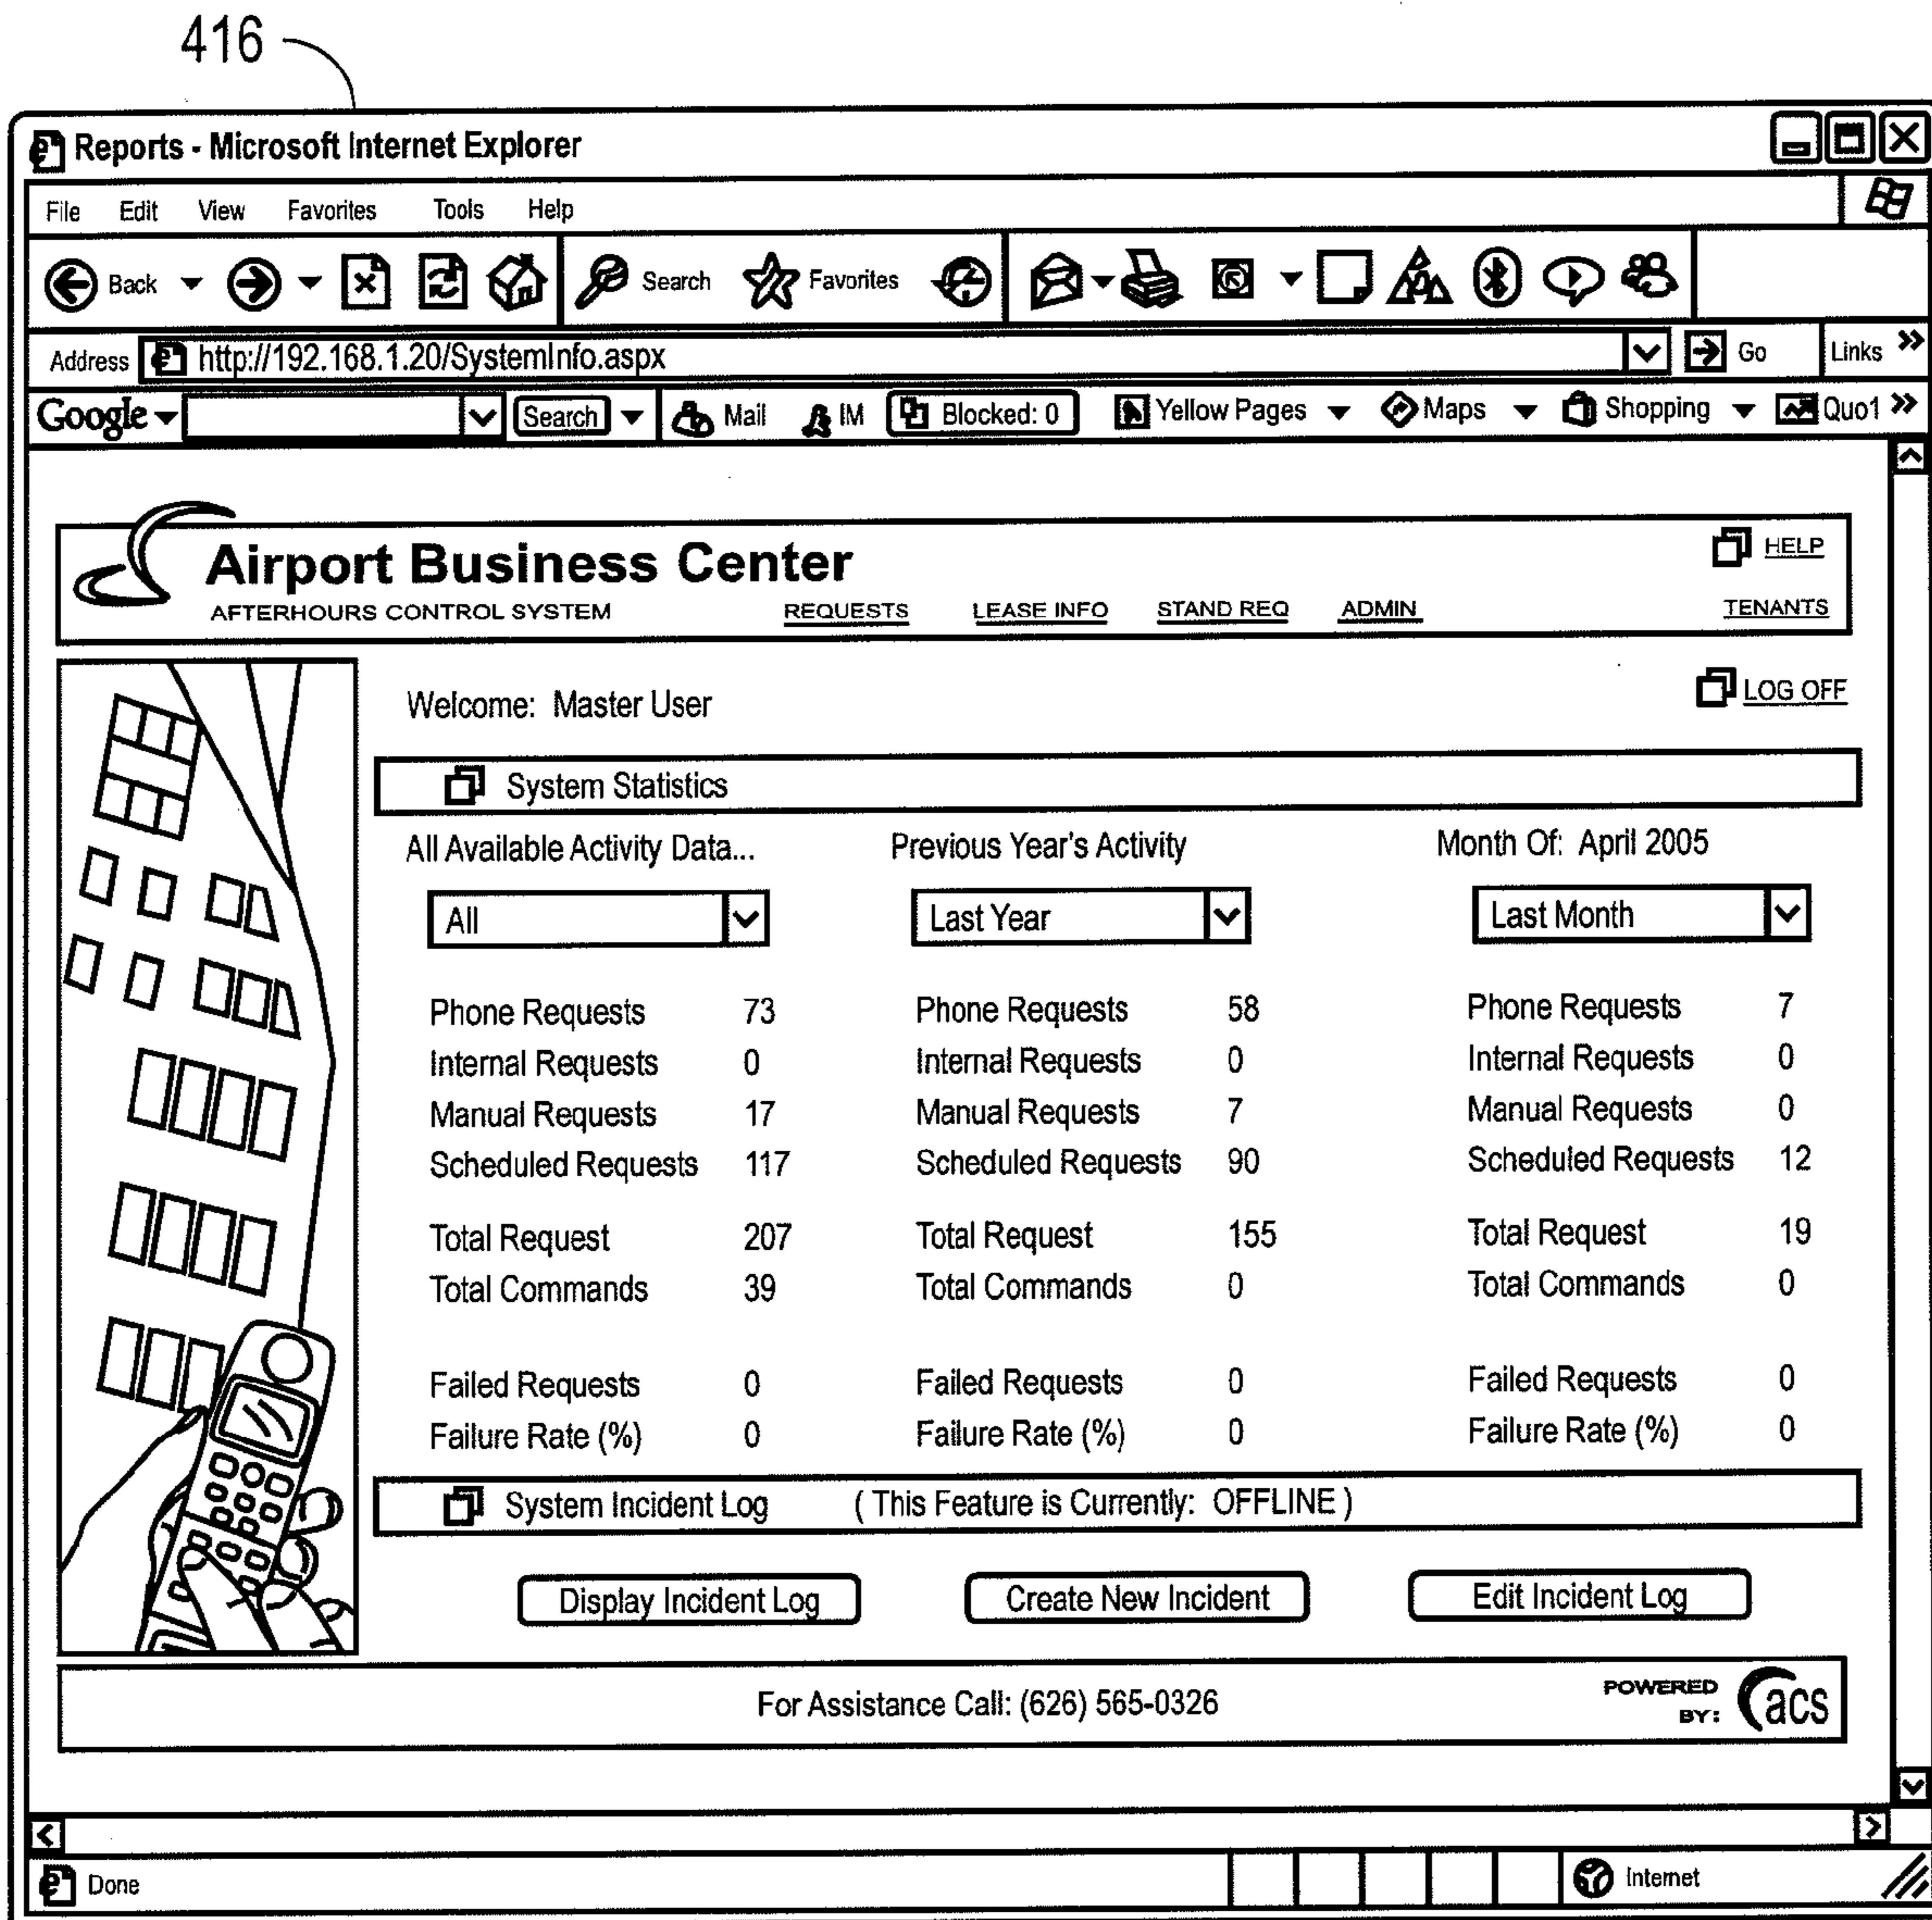 416
Reports - Microsoft Internet Explorer
File Edit View Favorites Tools Help
Back Search Favorites
Address http://192.168.1.20/SystemInfo.aspx Go Links »
Google Search Mail IM Blocked: 0 Yellow Pages Maps Shopping Quo1 »
Airport Business Center HELP
AFTERHOURS CONTROL SYSTEM REQUESTS LEASE INFO STAND REQ ADMIN TENANTS
Welcome: Master User LOG OFF
System Statistics
All Available Activity Data... Previous Year's Activity Month Of: April 2005
All Last Year Last Month
Phone Requests 73 Phone Requests 58 Phone Requests 7
Internal Requests 0 Internal Requests 0 Internal Requests 0
Manual Requests 17 Manual Requests 7 Manual Requests 0
Scheduled Requests 117 Scheduled Requests 90 Scheduled Requests 12
Total Request 207 Total Request 155 Total Request 19
Total Commands 39 Total Commands 0 Total Commands 0
Failed Requests 0 Failed Requests 0 Failed Requests 0
Failure Rate (%) 0 Failure Rate (%) 0 Failure Rate (%) 0
System Incident Log ( This Feature is Currently: OFFLINE )
Display Incident Log Create New Incident Edit Incident Log
For Assistance Call: (626) 565-0326 POWERED BY: acs
Done Internet